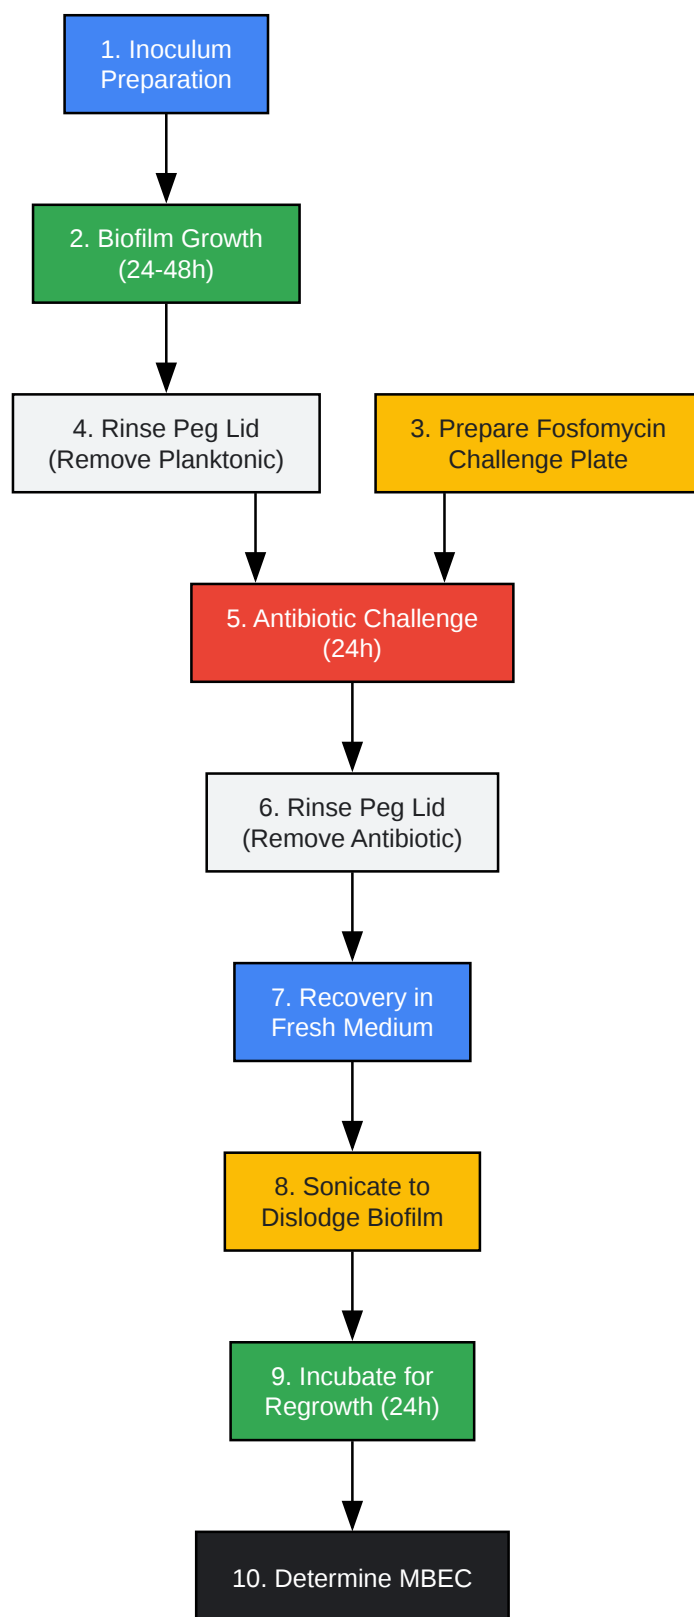 1. Inoculum
Preparation
2. Biofilm Growth
(24-48h)
4. Rinse Peg Lid
(Remove Planktonic)
3. Prepare Fosfomycin
Challenge Plate
5. Antibiotic Challenge
(24h)
6. Rinse Peg Lid
(Remove Antibiotic)
7. Recovery in
Fresh Medium
8. Sonicate to
Dislodge Biofilm
9. Incubate for
Regrowth (24h)
10. Determine MBEC